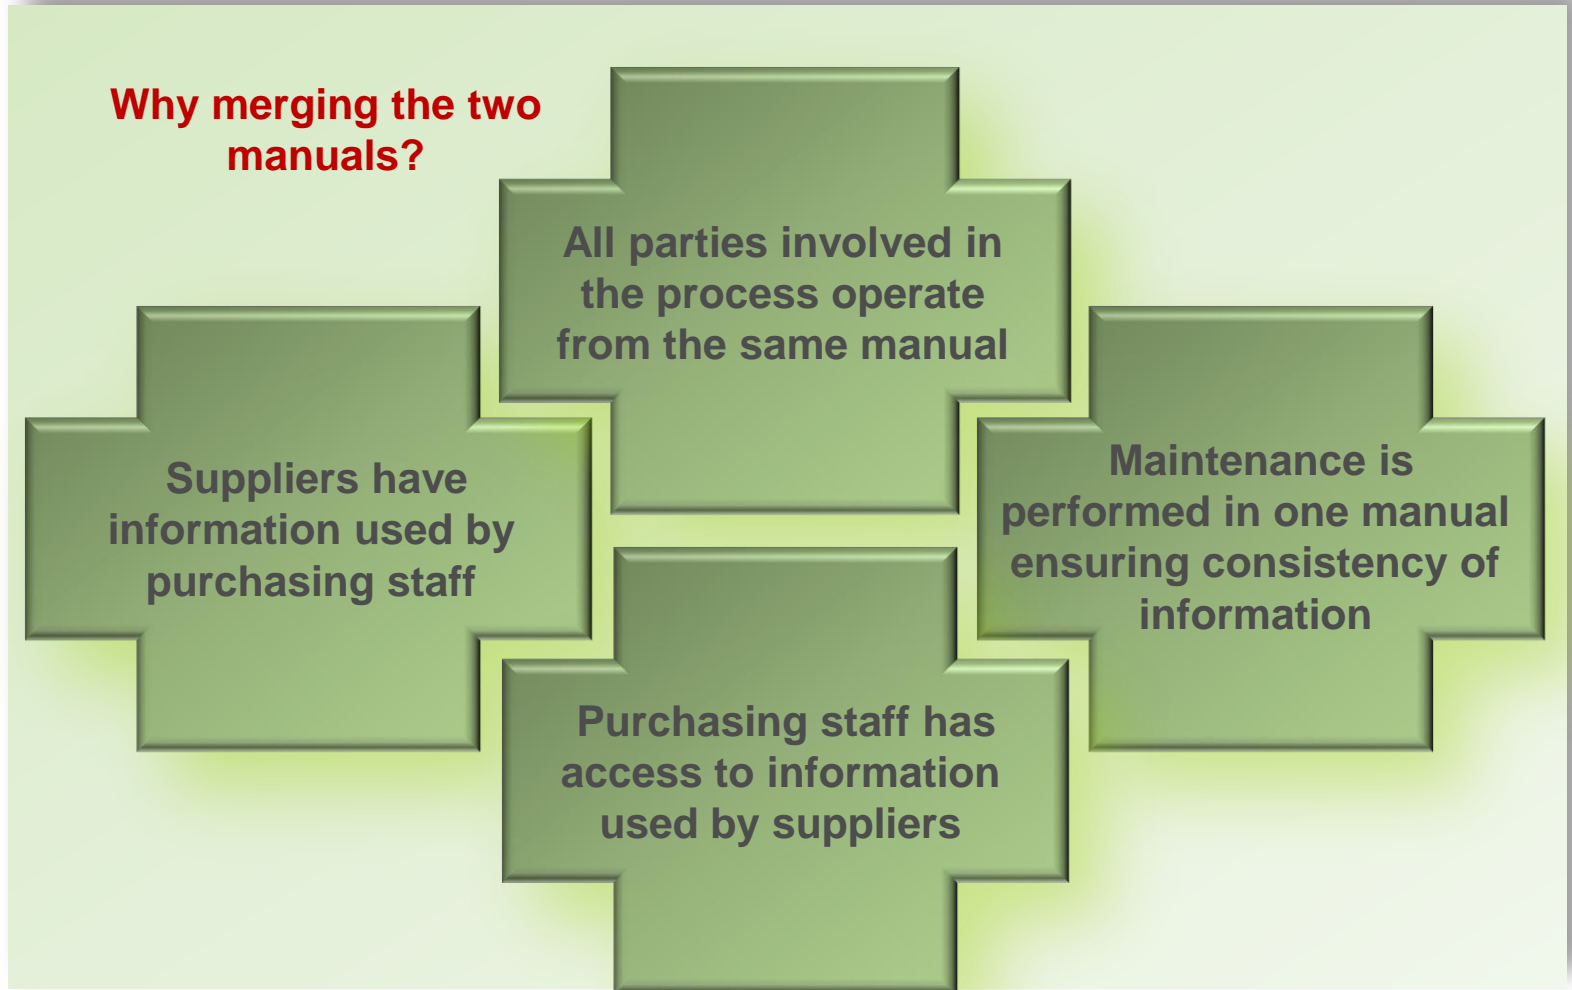 Why merging the two
manuals?
All parties involved in
the process operate
from the same manual
Suppliers have
information used by
purchasing staff
Maintenance is
performed in one manual
ensuring consistency of
information
Purchasing staff has
access to information
used by suppliers